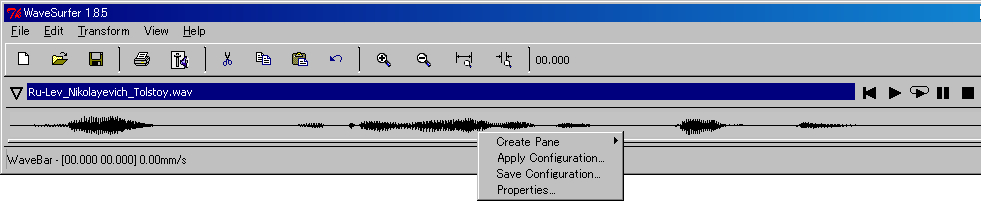 WaveSurfer 1.8.5
File Edit Transform View Help
00.000
Ru-Lev_Nikolayevich_Tolstoy.wav
Create Pane
Apply Configuration...
Save Configuration...
Properties...
WaveBar - [00.000 00.000] 0.00mm/s